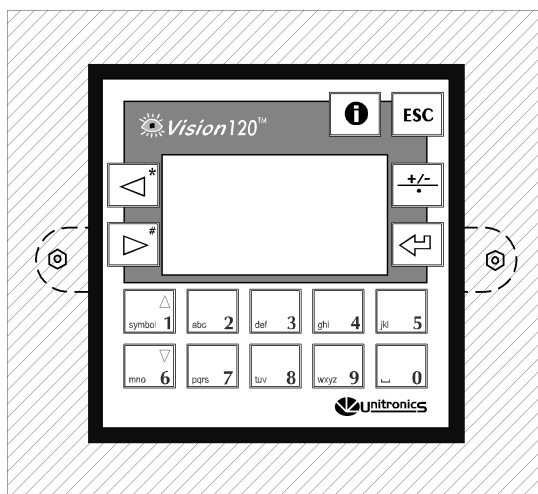 ℹ ESC
Vision120™
* +/-
.
#
symbol 1 abc 2 def 3 ghi 4 jkl 5
mno 6 pqrs 7 tuv 8 wxyz 9 ⎵ 0
Unitronics